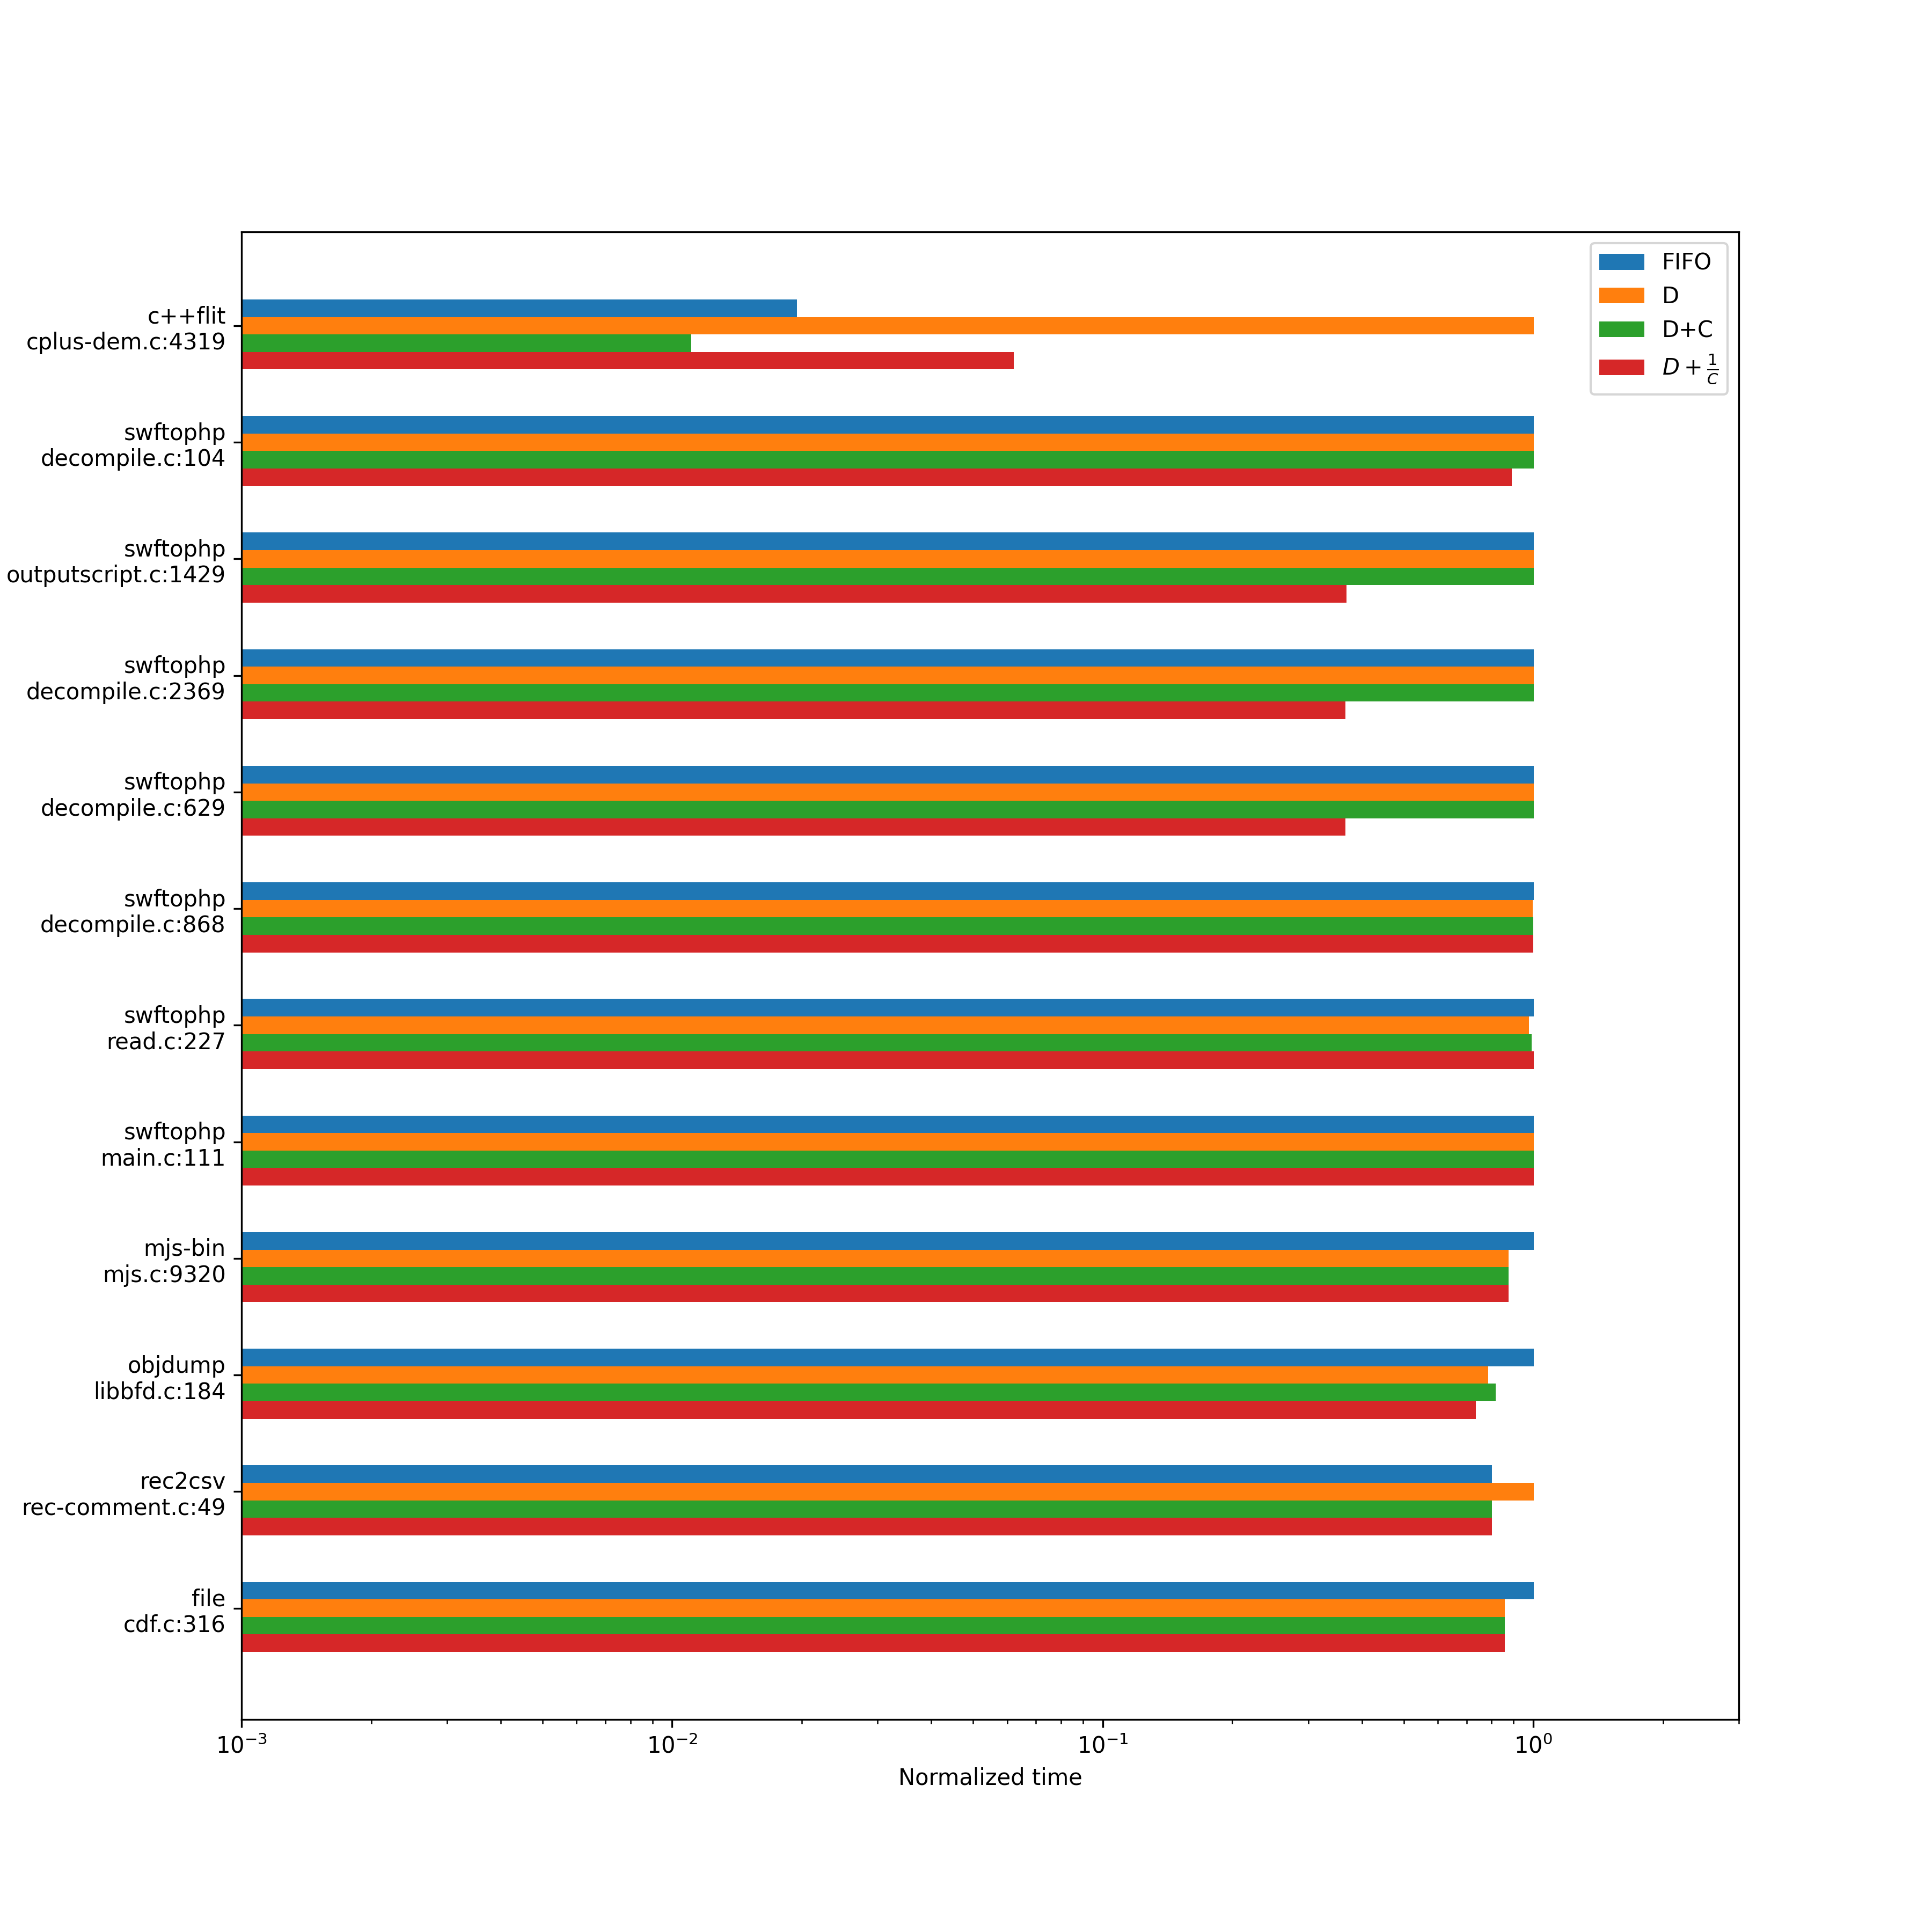 FIFO
D
D+C
D + 1/C
c++flit
cplus-dem.c:4319
swftophp
decompile.c:104
swftophp
outputscript.c:1429
swftophp
decompile.c:2369
swftophp
decompile.c:629
swftophp
decompile.c:868
swftophp
read.c:227
swftophp
main.c:111
mjs-bin
mjs.c:9320
objdump
libbfd.c:184
rec2csv
rec-comment.c:49
file
cdf.c:316
10⁻³ 10⁻² 10⁻¹ 10⁰
Normalized time